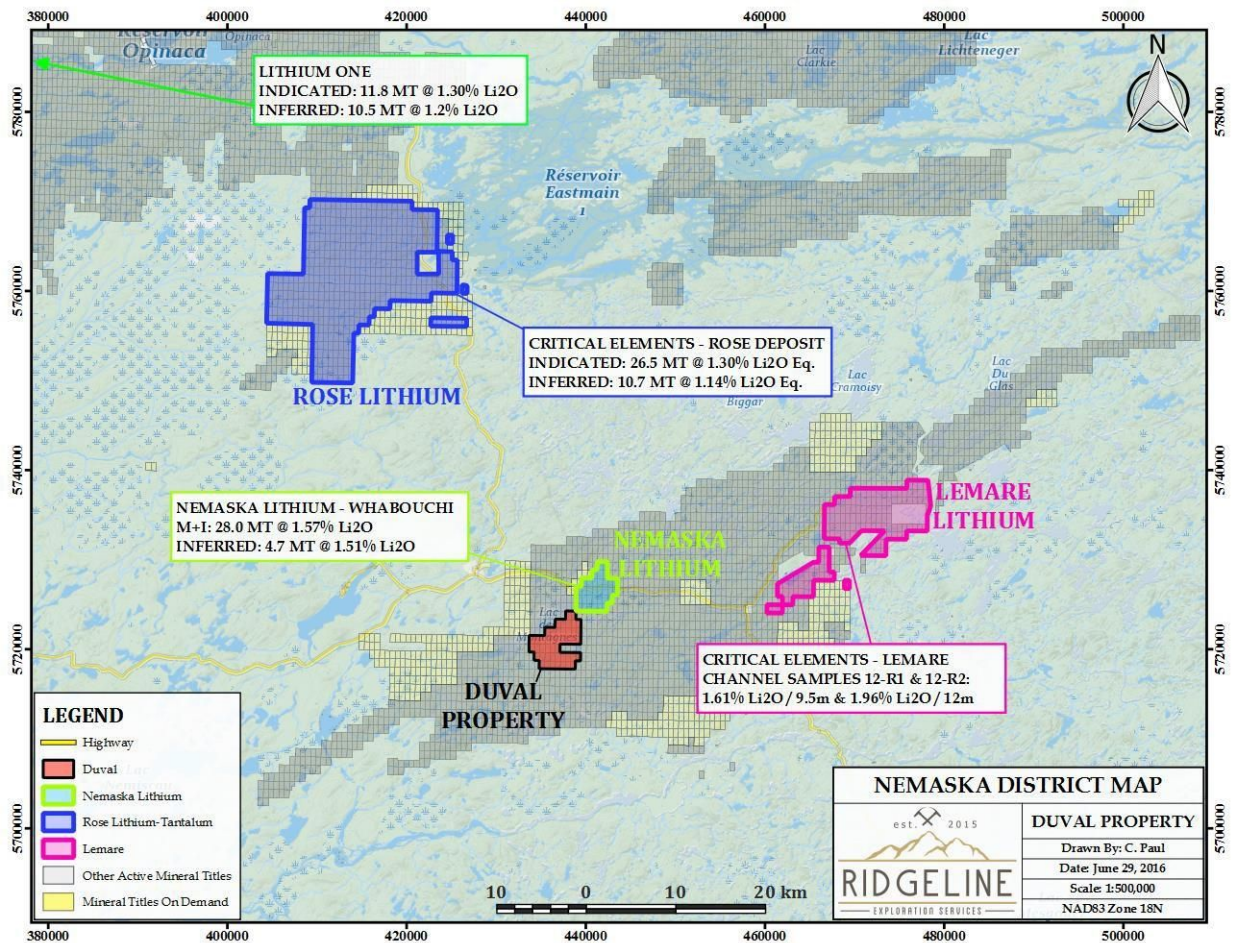 380000
400000
420000
440000
460000
480000
500000
Réservoir
Opinaca
Opinaca
Lac
Clarkie
Lac
Lichteneger
N
LITHIUM ONE
INDICATED: 11.8 MT @ 1.30% Li2O
INFERRED: 10.5 MT @ 1.2% Li2O
5780000
5780000
Réservoir
Eastmain
1
5760000
5760000
CRITICAL ELEMENTS - ROSE DEPOSIT
INDICATED: 26.5 MT @ 1.30% Li2O Eq.
INFERRED: 10.7 MT @ 1.14% Li2O Eq.
ROSE LITHIUM
Lac
Cramoisy
Biggar
Lac
Du
Glas
5740000
5740000
NEMASKA LITHIUM - WHABOUCHI
M+I: 28.0 MT @ 1.57% Li2O
INFERRED: 4.7 MT @ 1.51% Li2O
LEMARE
LITHIUM
NEMASKA
LITHIUM
Lac
5720000
5720000
CRITICAL ELEMENTS - LEMARE
CHANNEL SAMPLES 12-R1 & 12-R2:
1.61% Li2O / 9.5m & 1.96% Li2O / 12m
DUVAL
PROPERTY
LEGEND
Highway
Duval
Nemaska Lithium
Rose Lithium-Tantalum
Lemare
Other Active Mineral Titles
Mineral Titles On Demand
5700000
5700000
10 0 10 20 km
NEMASKA DISTRICT MAP
est. 2015
RIDGELINE
EXPLORATION SERVICES
DUVAL PROPERTY
Drawn By: C. Paul
Date: June 29, 2016
Scale: 1:500,000
NAD83 Zone 18N
380000
400000
420000
440000
460000
480000
500000